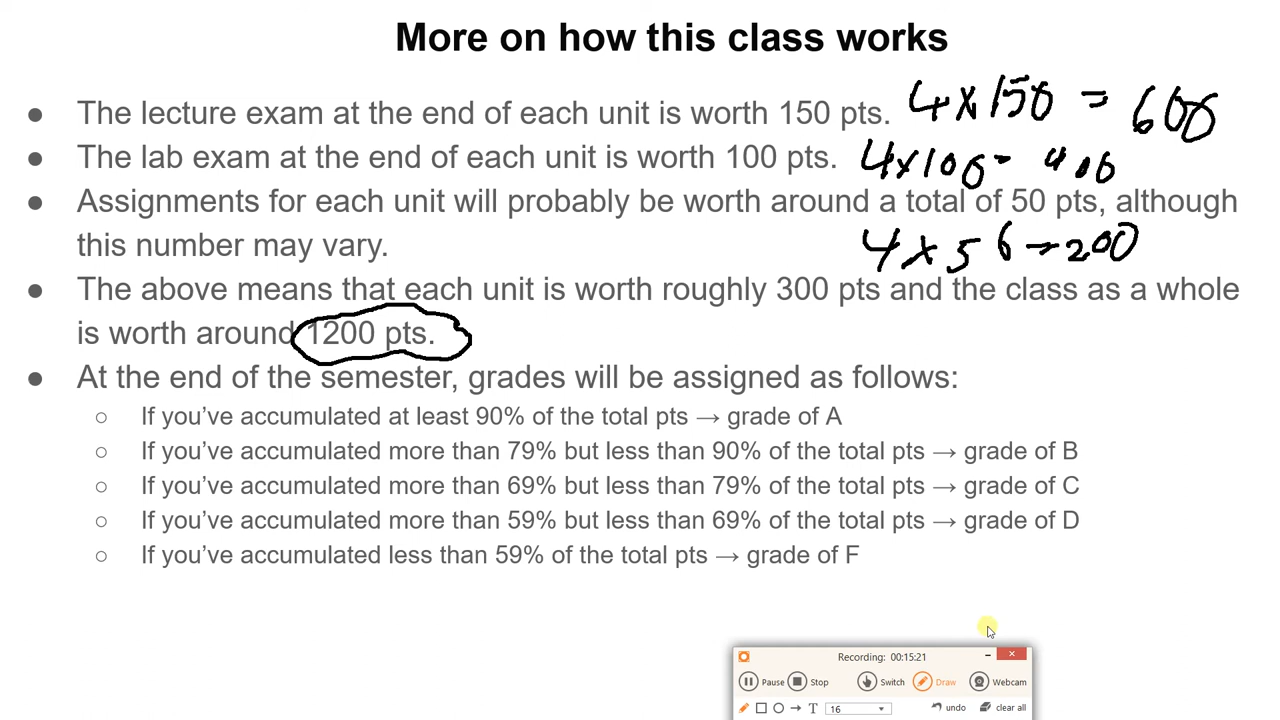 More on how this class works
● The lecture exam at the end of each unit is worth 150 pts. 4 x 150 = 600
● The lab exam at the end of each unit is worth 100 pts. 4x100= 400
● Assignments for each unit will probably be worth around a total of 50 pts, although
this number may vary. 4 x 50 → 200
● The above means that each unit is worth roughly 300 pts and the class as a whole
is worth around 1200 pts.
● At the end of the semester, grades will be assigned as follows:
○ If you’ve accumulated at least 90% of the total pts → grade of A
○ If you’ve accumulated more than 79% but less than 90% of the total pts → grade of B
○ If you’ve accumulated more than 69% but less than 79% of the total pts → grade of C
○ If you’ve accumulated more than 59% but less than 69% of the total pts → grade of D
○ If you’ve accumulated less than 59% of the total pts → grade of F
Recording: 00:15:21
Pause Stop Switch Draw Webcam
T 16 undo clear all